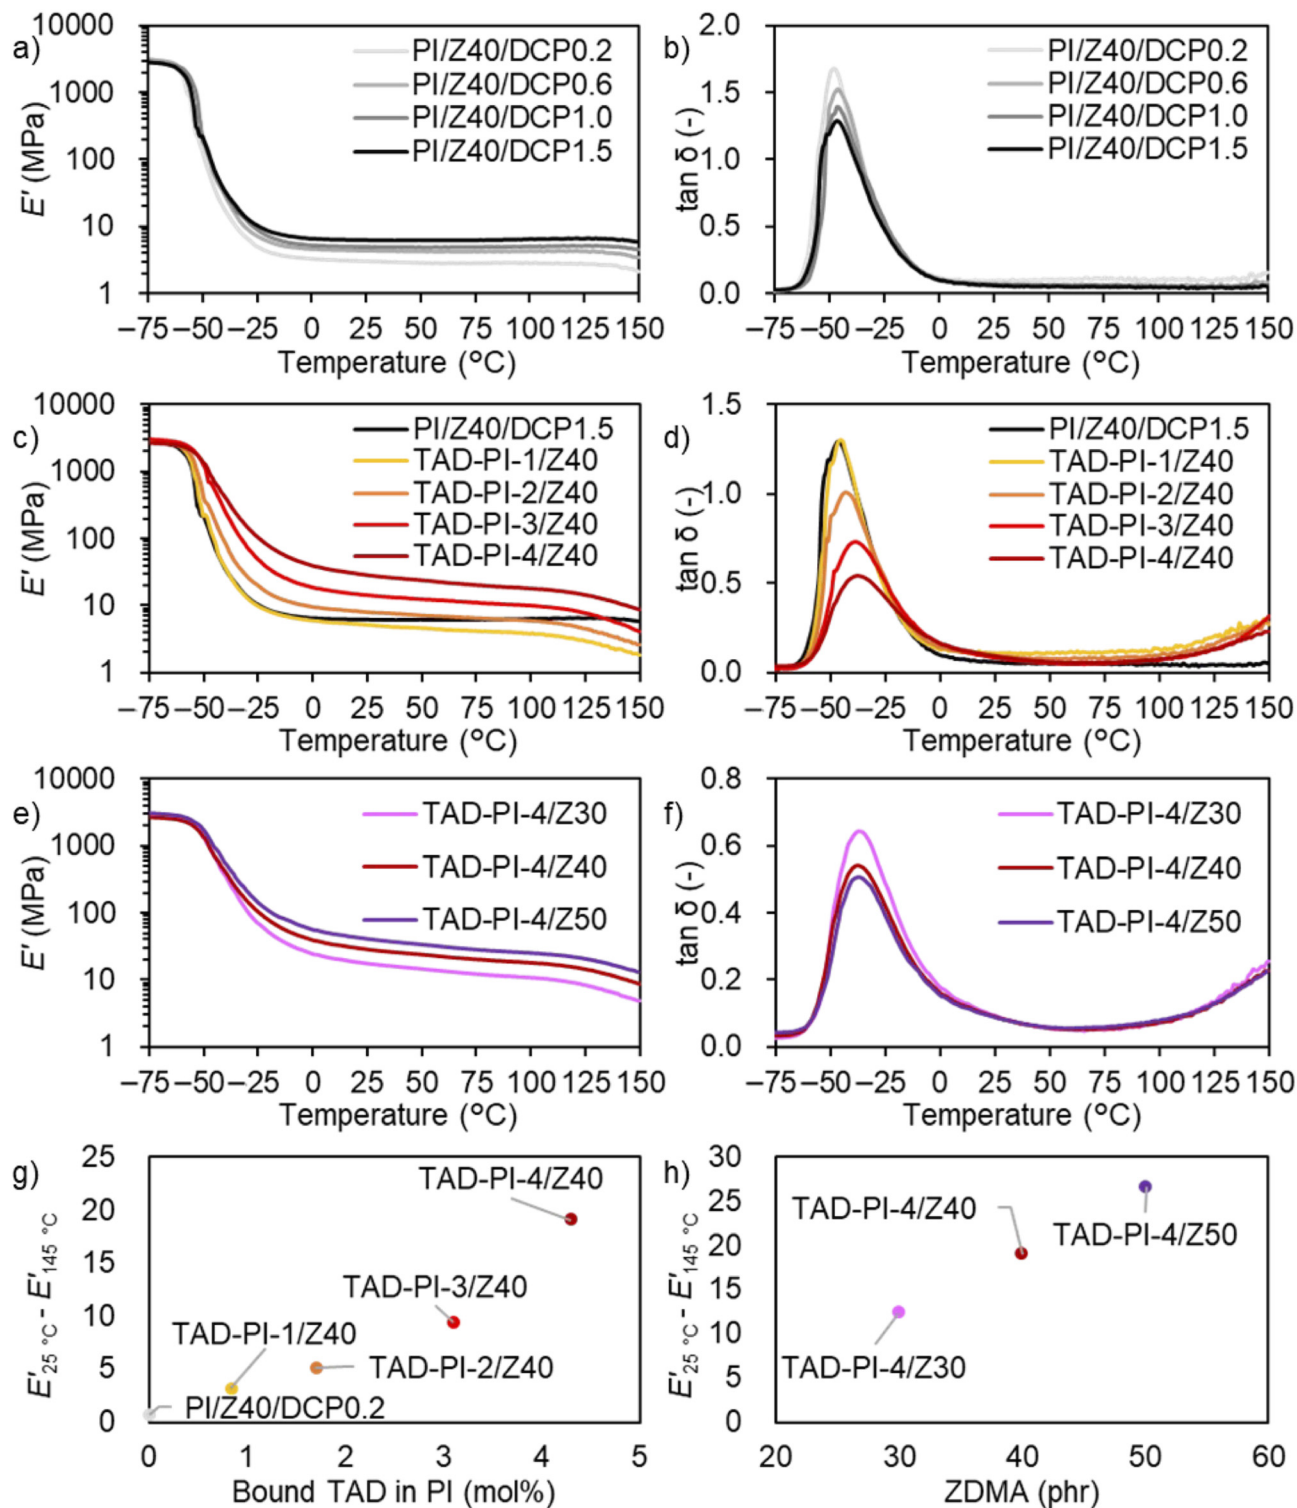 a)
10000
1000
100
10
1
E′ (MPa)
PI/Z40/DCP0.2
PI/Z40/DCP0.6
PI/Z40/DCP1.0
PI/Z40/DCP1.5
–75 –50 –25 0 25 50 75 100 125 150
Temperature (°C)
b)
2.0
1.5
1.0
0.5
0.0
tan δ (-)
PI/Z40/DCP0.2
PI/Z40/DCP0.6
PI/Z40/DCP1.0
PI/Z40/DCP1.5
–75 –50 –25 0 25 50 75 100 125 150
Temperature (°C)
c)
10000
1000
100
10
1
E′ (MPa)
PI/Z40/DCP1.5
TAD-PI-1/Z40
TAD-PI-2/Z40
TAD-PI-3/Z40
TAD-PI-4/Z40
–75 –50 –25 0 25 50 75 100 125 150
Temperature (°C)
d)
1.5
1.0
0.5
0.0
tan δ (-)
PI/Z40/DCP1.5
TAD-PI-1/Z40
TAD-PI-2/Z40
TAD-PI-3/Z40
TAD-PI-4/Z40
–75 –50 –25 0 25 50 75 100 125 150
Temperature (°C)
e)
10000
1000
100
10
1
E′ (MPa)
TAD-PI-4/Z30
TAD-PI-4/Z40
TAD-PI-4/Z50
–75 –50 –25 0 25 50 75 100 125 150
Temperature (°C)
f)
0.8
0.6
0.4
0.2
0.0
tan δ (-)
TAD-PI-4/Z30
TAD-PI-4/Z40
TAD-PI-4/Z50
–75 –50 –25 0 25 50 75 100 125 150
Temperature (°C)
g)
25
20
15
10
5
0
E′25 °C - E′145 °C
TAD-PI-4/Z40
TAD-PI-3/Z40
TAD-PI-1/Z40
TAD-PI-2/Z40
PI/Z40/DCP0.2
0 1 2 3 4 5
Bound TAD in PI (mol%)
h)
30
25
20
15
10
5
0
E′25 °C - E′145 °C
TAD-PI-4/Z40
TAD-PI-4/Z50
TAD-PI-4/Z30
20 30 40 50 60
ZDMA (phr)